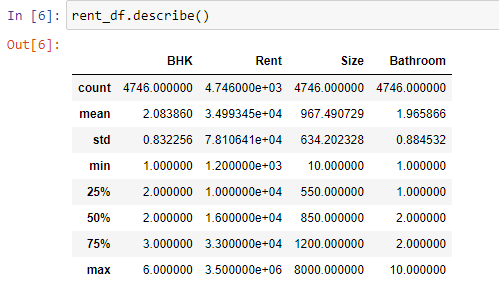 In [6]: rent_df.describe()
Out[6]:
BHK Rent Size Bathroom
count 4746.000000 4.746000e+03 4746.000000 4746.000000
mean 2.083860 3.499345e+04 967.490729 1.965866
std 0.832256 7.810641e+04 634.202328 0.884532
min 1.000000 1.200000e+03 10.000000 1.000000
25% 2.000000 1.000000e+04 550.000000 1.000000
50% 2.000000 1.600000e+04 850.000000 2.000000
75% 3.000000 3.300000e+04 1200.000000 2.000000
max 6.000000 3.500000e+06 8000.000000 10.000000